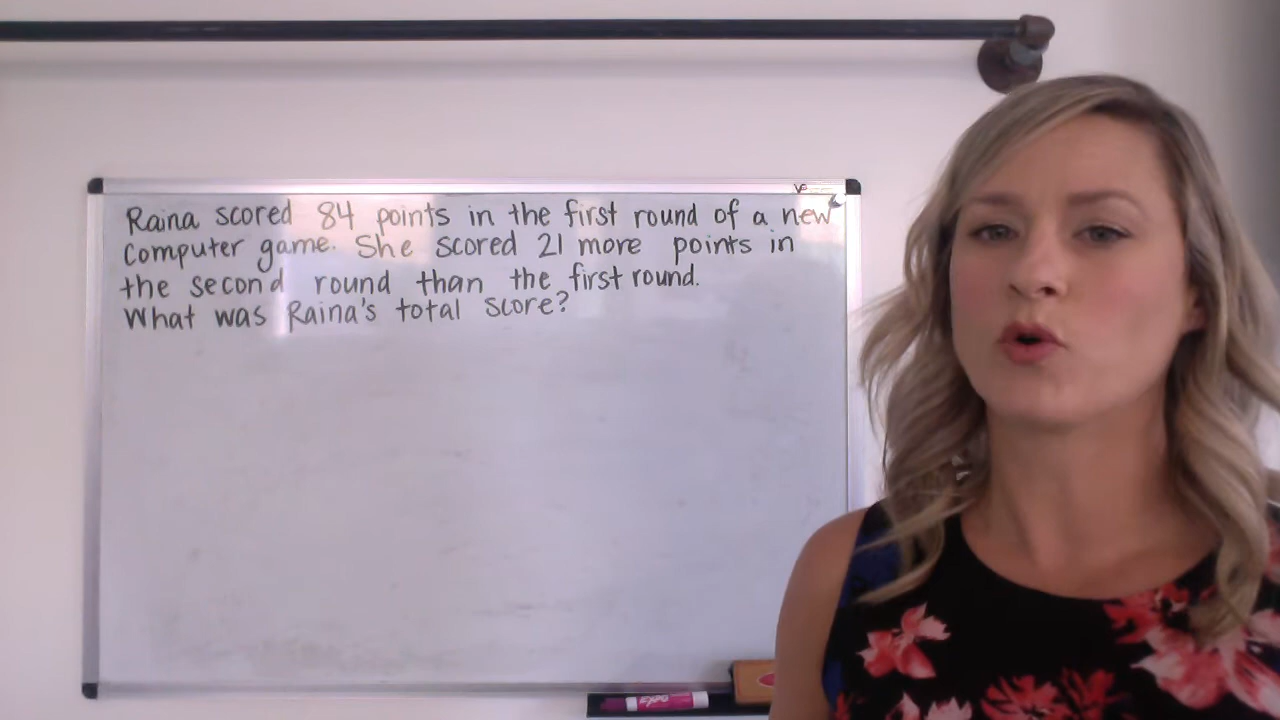 Raina scored 84 points in the first round of a new
computer game. She scored 21 more points in
the second round than the first round.
What was Raina's total score?
EXPO